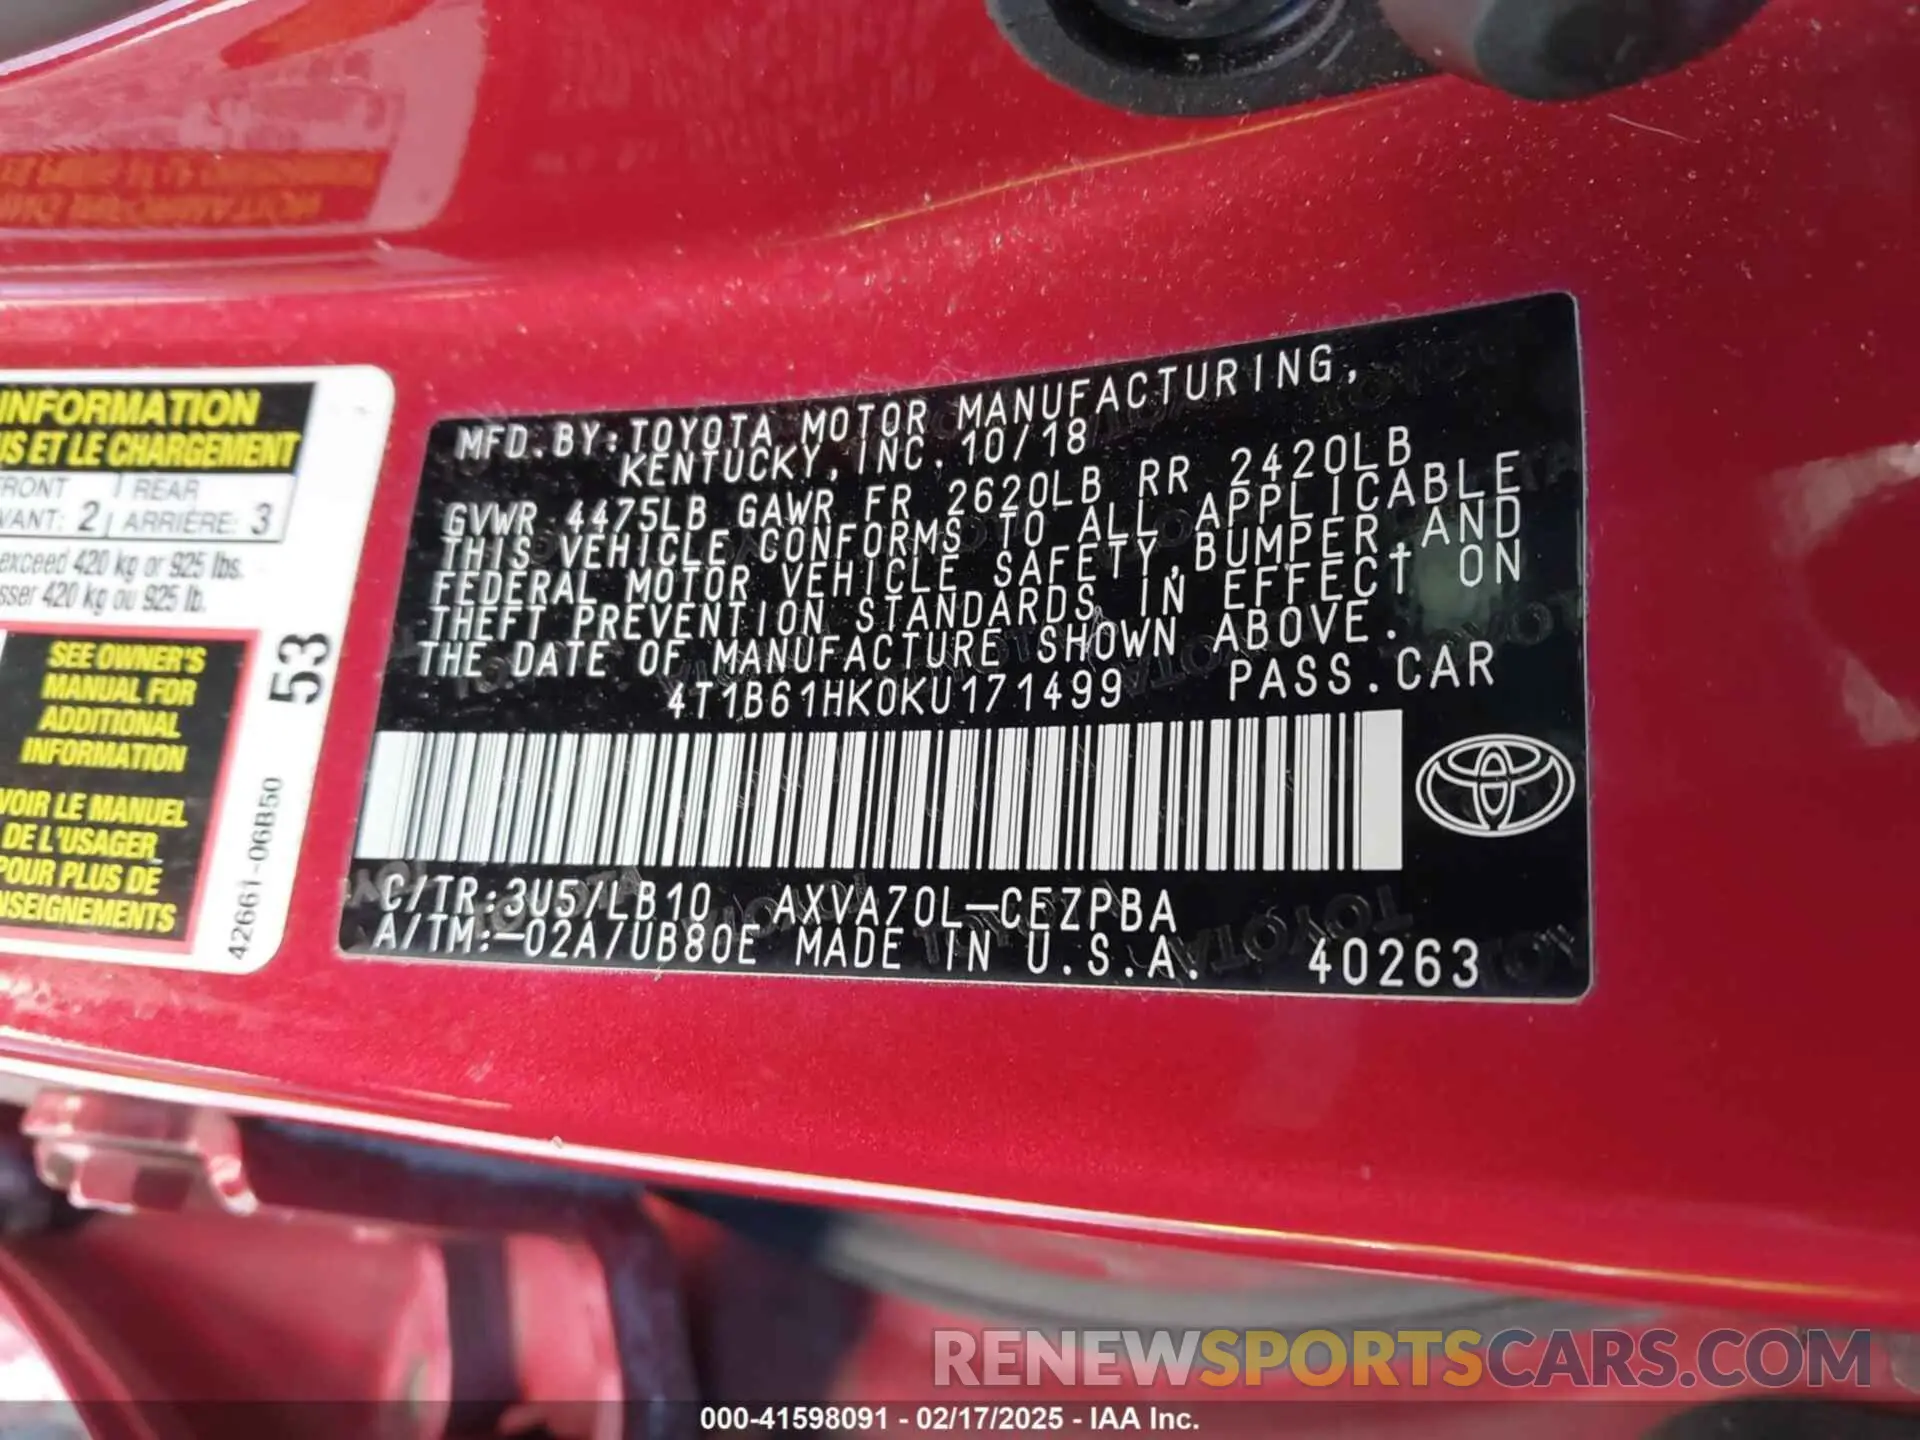 INFORMATION
US ET LE CHARGEMENT
FRONT REAR
AVANT: 2 ARRIÈRE: 3
exceed 420 kg or 925 lbs.
420 kg ou 925 lb.
SEE OWNER'S
MANUAL FOR
ADDITIONAL
INFORMATION
VOIR LE MANUEL
DE L'USAGER
POUR PLUS DE
NSEIGNEMENTS
53
42661-06B50
MFD. BY: TOYOTA MOTOR MANUFACTURING,
KENTUCKY, INC. 10/18
GVWR 4475LB GAWR FR 2620LB RR 2420LB
THIS VEHICLE CONFORMS TO ALL APPLICABLE
FEDERAL MOTOR VEHICLE SAFETY, BUMPER AND
THEFT PREVENTION STANDARDS IN EFFECT ON
THE DATE OF MANUFACTURE SHOWN ABOVE.
4T1B61HK0KU171499 PASS. CAR
C/TR: 3U5/LB10 AXVA70L-CEZPBA
A/TM: -02A/UB80E MADE IN U.S.A. 40263
RENEWSPORTSCARS.COM
000-41598091 - 02/17/2025 - IAA Inc.